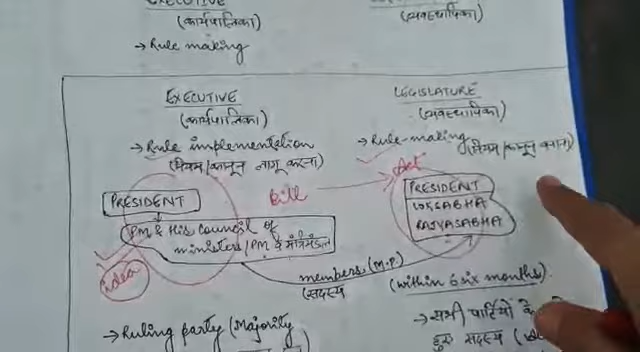 EXECUTIVE
(कार्यपालिका)
(व्यवस्थापिका)
→ Rule making
EXECUTIVE
(कार्यपालिका)
→ Rule implementation
(नियम/कानून लागू करना)
LEGISLATURE
(व्यवस्थापिका)
→ Rule-making
(नियम/कानून बनाना)
Act
Bill
PRESIDENT
PM & His Council of
ministers/PM & मंत्रिमंडल
idea
PRESIDENT
LOKSABHA
RAJYASABHA
members (M.P)
(सदस्य
(within 6 six months)
→ Ruling party (Majority
→ सभी पार्टियों के
हुए सदस्य